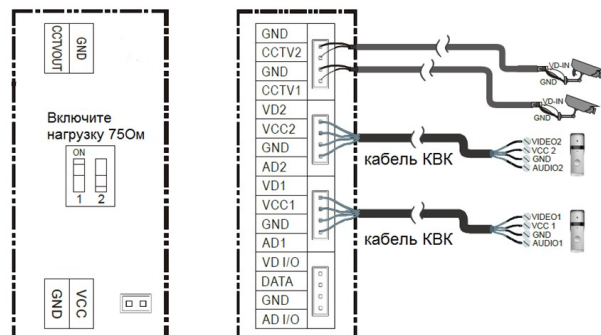 CCTVOUT
GND
Включите
нагрузку 75Ом
ON
1 2
GND
VCC
GND
CCTV2
GND
CCTV1
VD2
VCC2
GND
AD2
VD1
VCC1
GND
AD1
VD I/O
DATA
GND
AD I/O
VD-IN
GND
VD-IN
GND
кабель КВК
VIDEO2
VCC 2
GND
AUDIO2
кабель КВК
VIDEO1
VCC 1
GND
AUDIO1